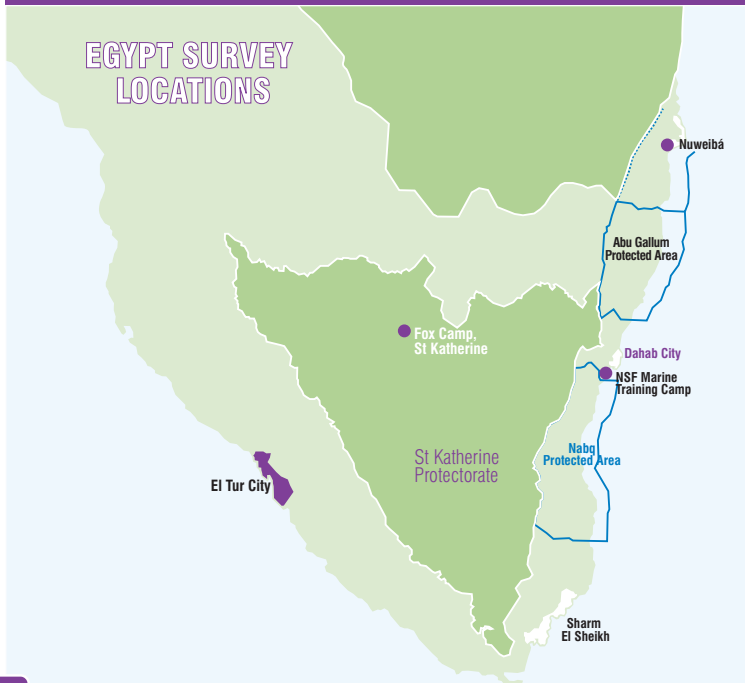 EGYPT SURVEY
LOCATIONS
Nuweibá
Abu Gallum
Protected Area
Fox Camp,
St Katherine
Dahab City
NSF Marine
Training Camp
Nabq
Protected Area
St Katherine
Protectorate
El Tur City
Sharm
El Sheikh